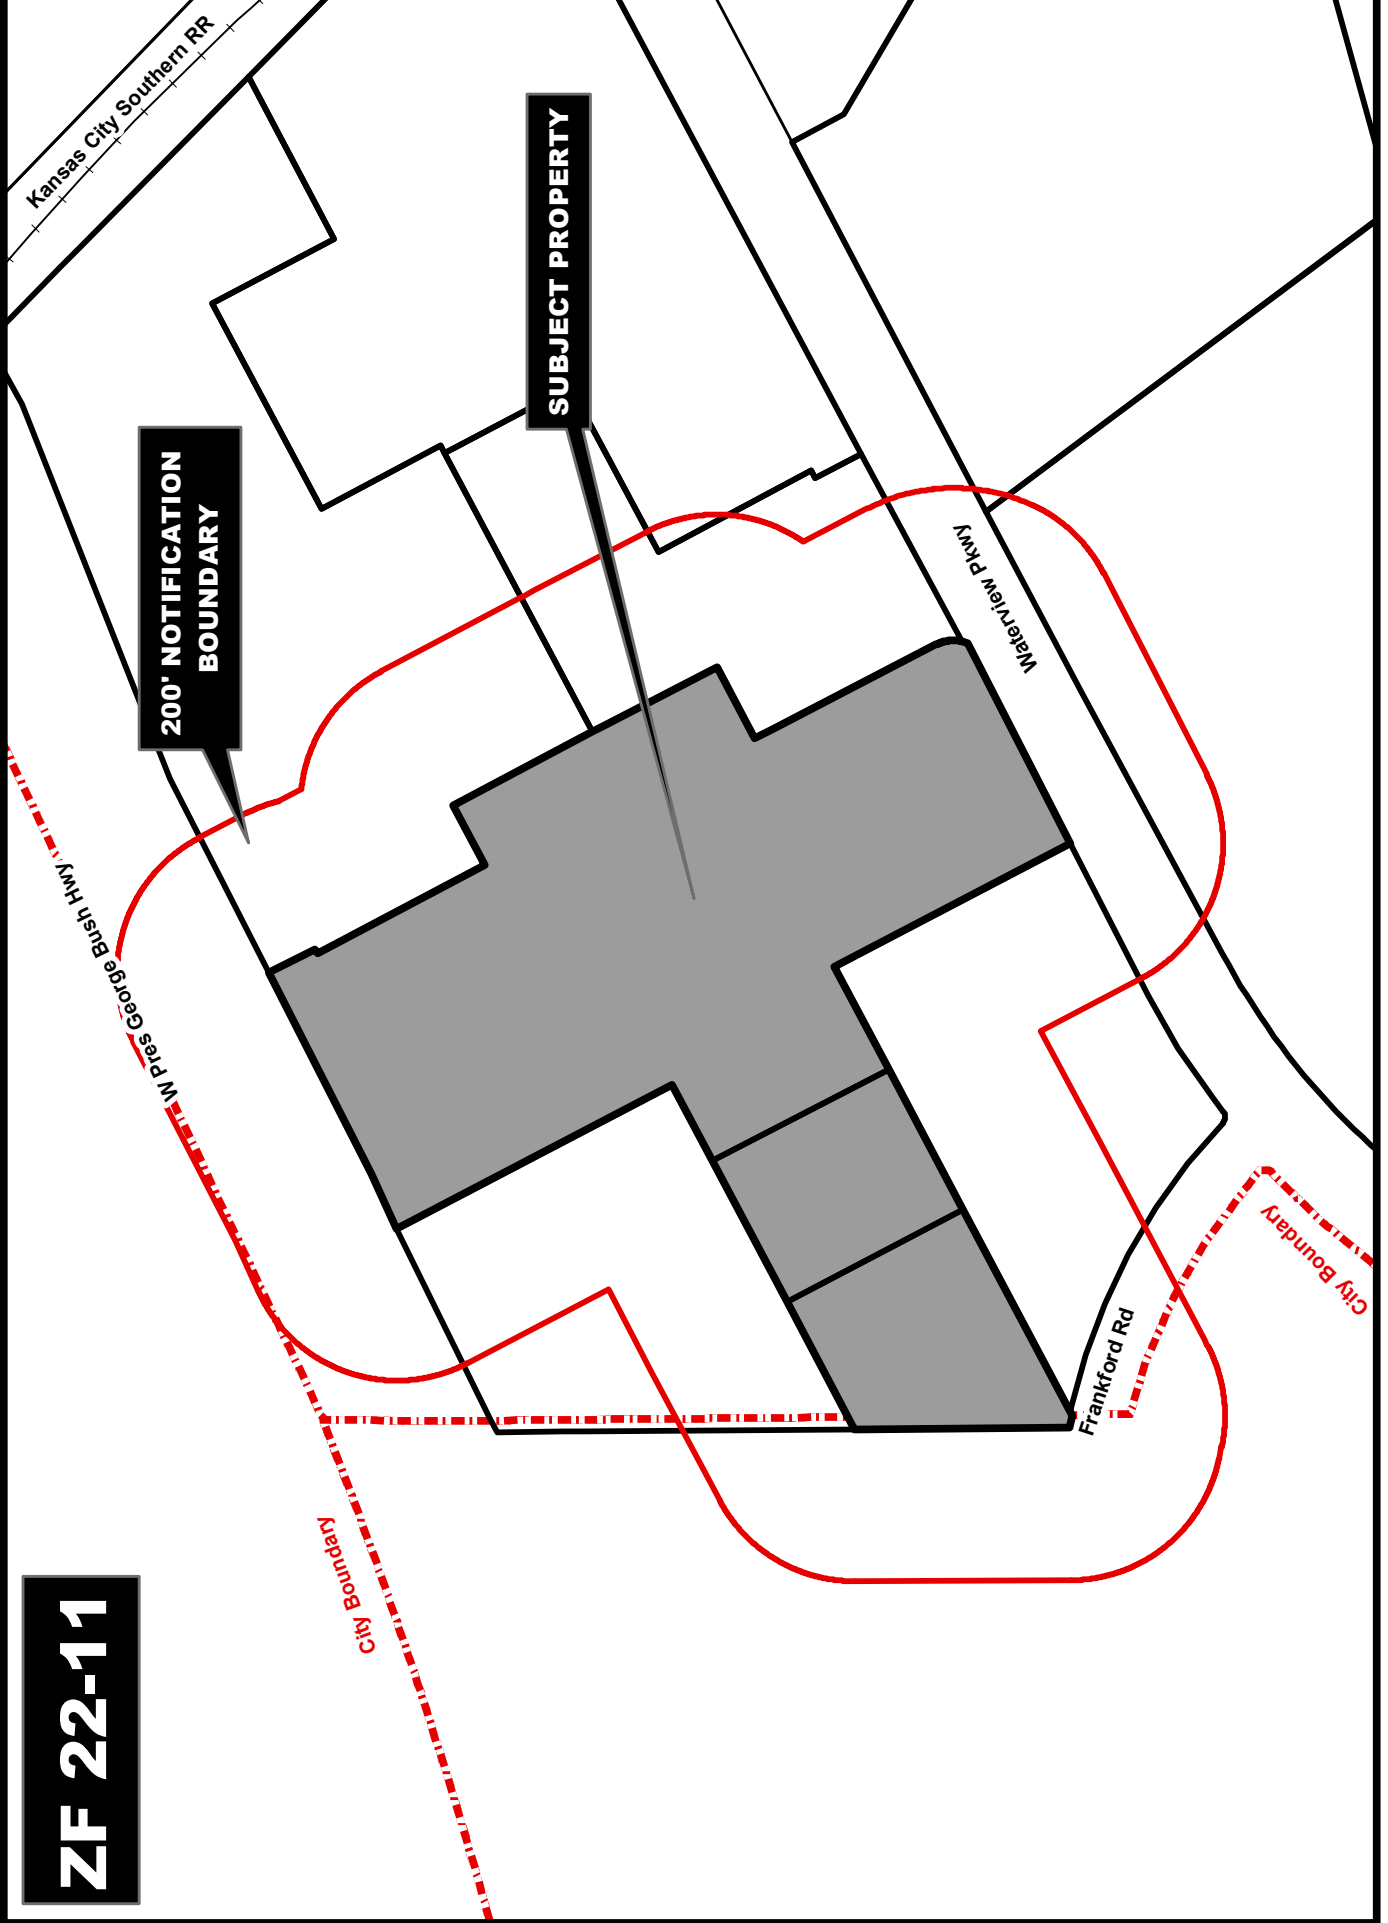 Kansas City Southern RR
SUBJECT PROPERTY
200' NOTIFICATION
BOUNDARY
Waterview Pkwy
W Pres George Bush Hwy
City Boundary
Frankford Rd
City Boundary
ZF 22-11